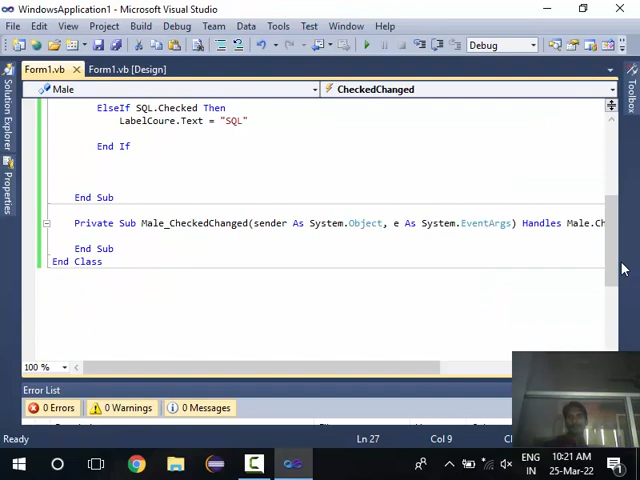 WindowsApplication1 - Microsoft Visual Studio
File Edit View Project Build Debug Team Data Tools Test Window Help
Debug
Form1.vb Form1.vb [Design]
Male CheckedChanged
ElseIf SQL.Checked Then
LabelCoure.Text = "SQL"
End If
End Sub
Private Sub Male_CheckedChanged(sender As System.Object, e As System.EventArgs) Handles Male.Ch
End Sub
End Class
100 %
Error List
0 Errors 0 Warnings 0 Messages
Ready Ln 27 Col 9
Solution Explorer
Properties
Toolbox
ENG
IN
10:21 AM
25-Mar-22
1